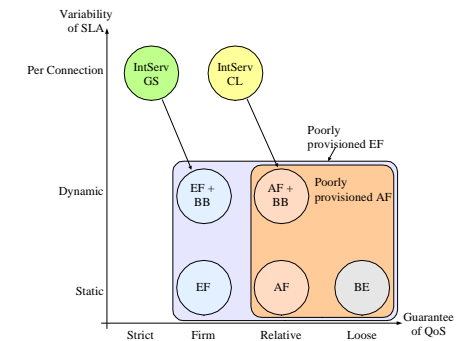 Variability
of SLA
Per Connection
IntServ
GS
IntServ
CL
Poorly
provisioned EF
Dynamic
EF +
BB
AF +
BB
Poorly
provisioned AF
Static
EF
AF
BE
Guarantee
of QoS
Strict
Firm
Relative
Loose